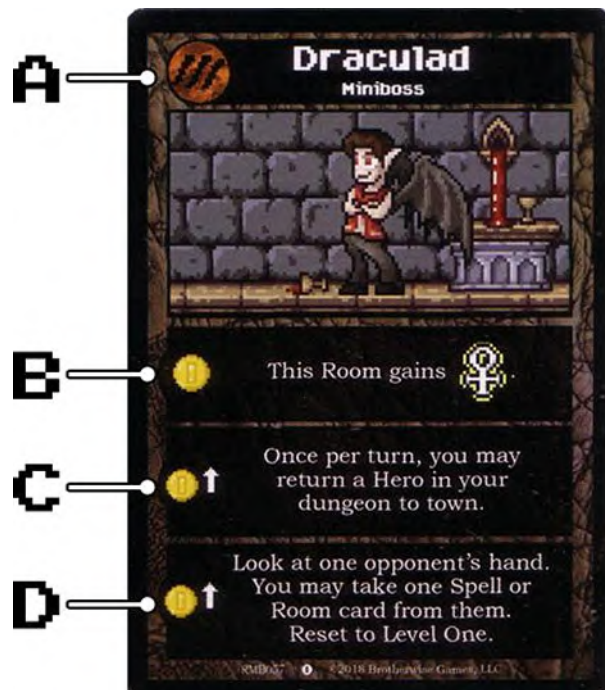 A
Draculad
Miniboss
B
This Room gains
.
C
Once per turn, you may
return a Hero in your
dungeon to town.
D
Look at one opponent's hand.
You may take one Spell or
Room card from them.
Reset to Level One.
RMB037 ©2018 Brotherwise Games, LLC